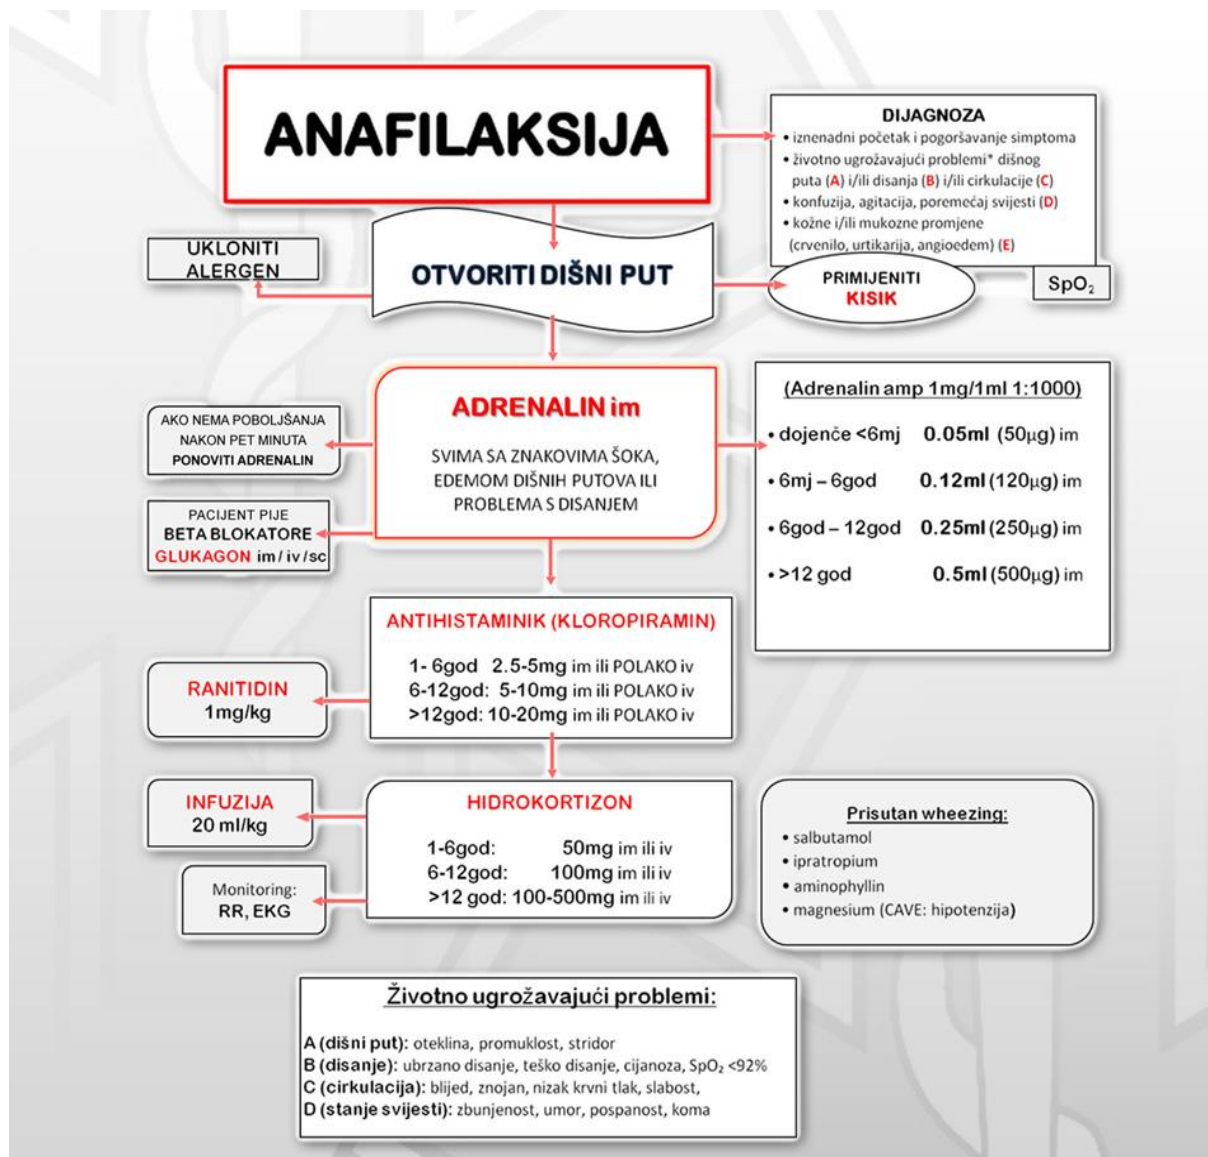 ANAFILAKSIJA
DIJAGNOZA
• iznenadni početak i pogoršavanje simptoma
• životno ugrožavajući problemi* dišnog
puta (A) i/ili disanja (B) i/ili cirkulacije (C)
• konfuzija, agitacija, poremećaj svijesti (D)
• kožne i/ili mukozne promjene
(crvenilo, urtikarija, angioedem) (E)
UKLONITI
ALERGEN
OTVORITI DIŠNI PUT
PRIMIJENITI
KISIK
SpO₂
ADRENALIN im
SVIMA SA ZNAKOVIMA ŠOKA,
EDEMOM DIŠNIH PUTOVA ILI
PROBLEMA S DISANJEM
AKO NEMA POBOLJŠANJA
NAKON PET MINUTA
PONOVITI ADRENALIN
PACIJENT PIJE
BETA BLOKATORE
GLUKAGON im/ iv/sc
(Adrenalin amp 1mg/1ml 1:1000)
• dojenče <6mj 0.05ml (50µg) im
• 6mj – 6god 0.12ml (120µg) im
• 6god – 12god 0.25ml (250µg) im
• >12 god 0.5ml (500µg) im
ANTIHISTAMINIK (KLOROPIRAMIN)
1- 6god 2.5-5mg im ili POLAKO iv
6-12god: 5-10mg im ili POLAKO iv
>12god: 10-20mg im ili POLAKO iv
RANITIDIN
1mg/kg
HIDROKORTIZON
1-6god: 50mg im ili iv
6-12god: 100mg im ili iv
>12 god: 100-500mg im ili iv
INFUZIJA
20 ml/kg
Monitoring:
RR, EKG
Prisutan wheezing:
• salbutamol
• ipratropium
• aminophyllin
• magnesium (CAVE: hipotenzija)
Životno ugrožavajući problemi:
A (dišni put): oteklina, promuklost, stridor
B (disanje): ubrzano disanje, teško disanje, cijanoza, SpO₂ <92%
C (cirkulacija): blijed, znojan, nizak krvni tlak, slabost,
D (stanje svijesti): zbunjenost, umor, pospanost, koma